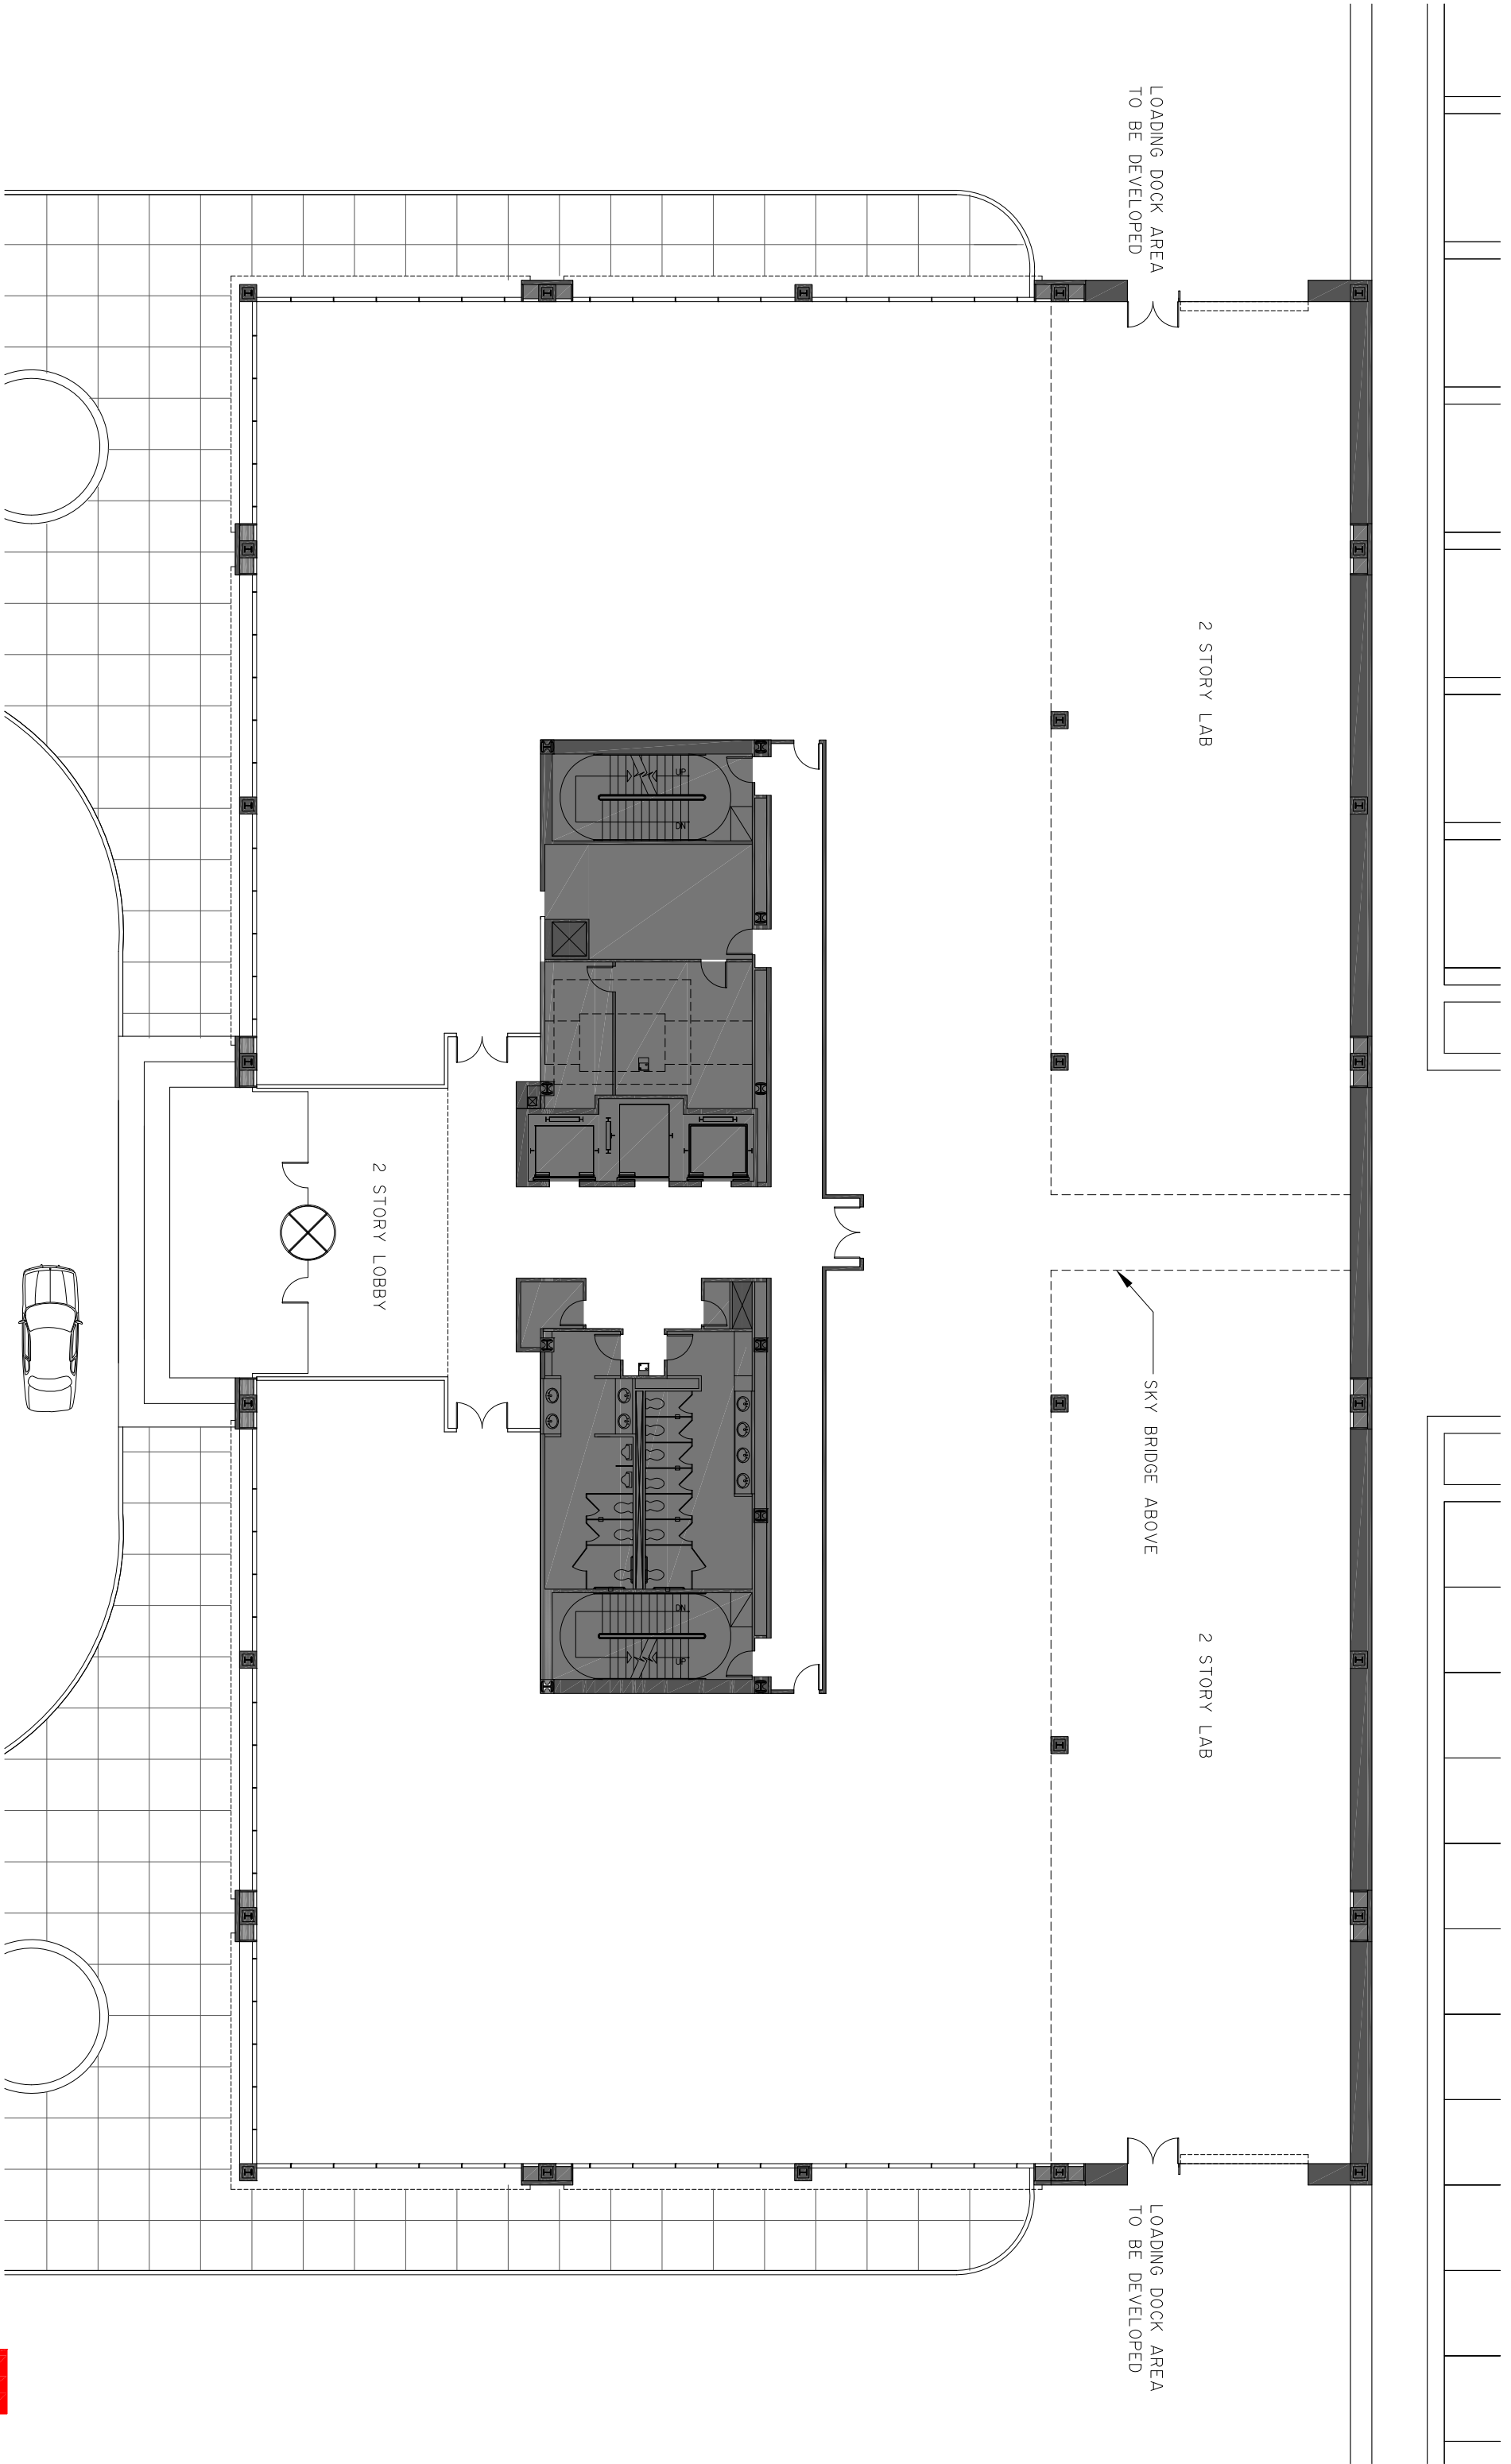 LOADING DOCK AREA
TO BE DEVELOPED
2 STORY LAB
UP
DN
2 STORY LOBBY
SKY BRIDGE ABOVE
DN
UP
2 STORY LAB
LOADING DOCK AREA
TO BE DEVELOPED